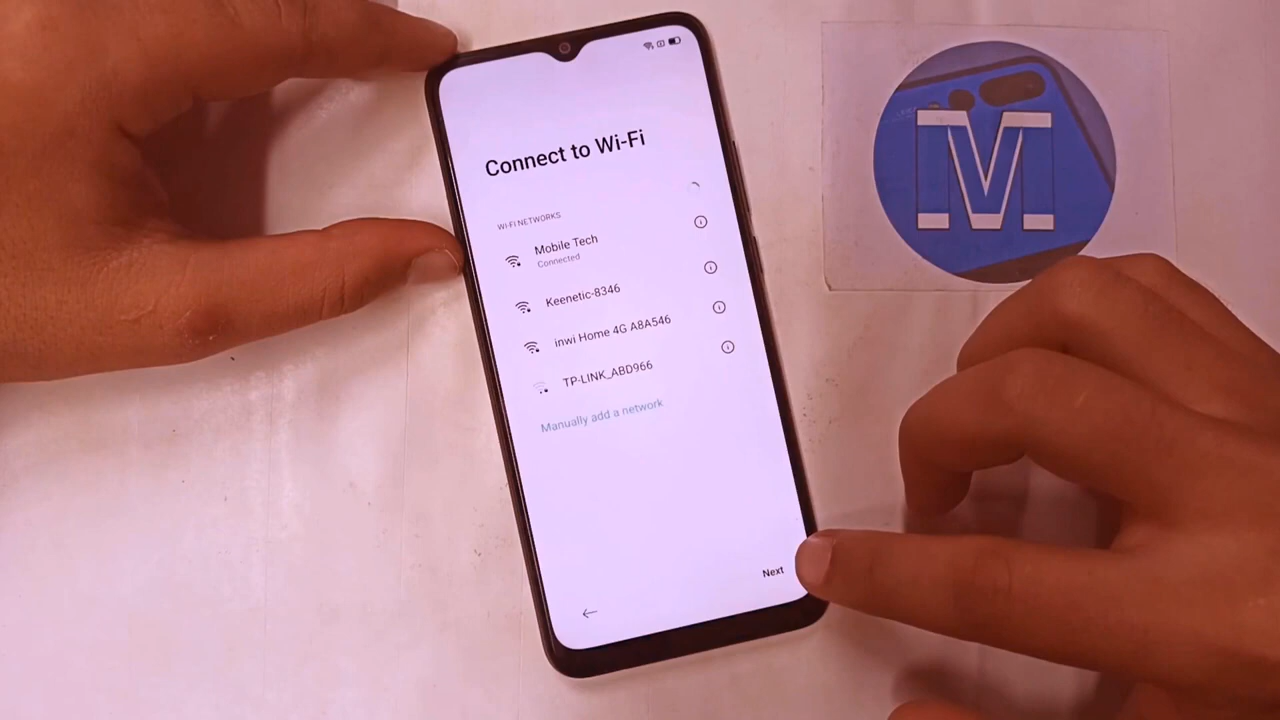 Connect to Wi-Fi
WI-FI NETWORKS
Mobile Tech
Connected
Keenetic-8346
inwi Home 4G A8A546
TP-LINK_ABD966
Manually add a network
Next
M